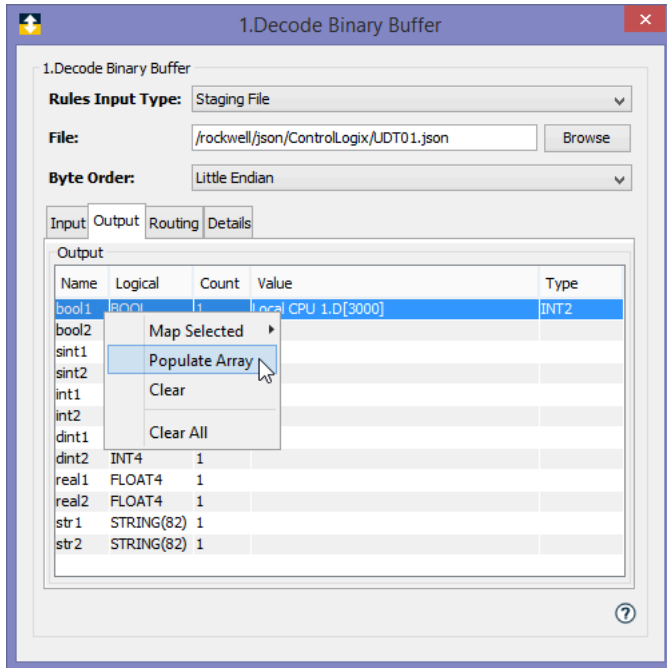 1.Decode Binary Buffer
×
1.Decode Binary Buffer
Rules Input Type: Staging File
File: /rockwell/json/ControlLogix/UDT01.json Browse
Byte Order: Little Endian
Input Output Routing Details
Output
Name Logical Count Value Type
bool1 BOOL 1 Local CPU 1.D[3000] INT2
bool2 Map Selected
sint1 Populate Array
sint2
int1 Clear
int2
dint1 Clear All
dint2 INT4 1
real1 FLOAT4 1
real2 FLOAT4 1
str1 STRING(82) 1
str2 STRING(82) 1
?